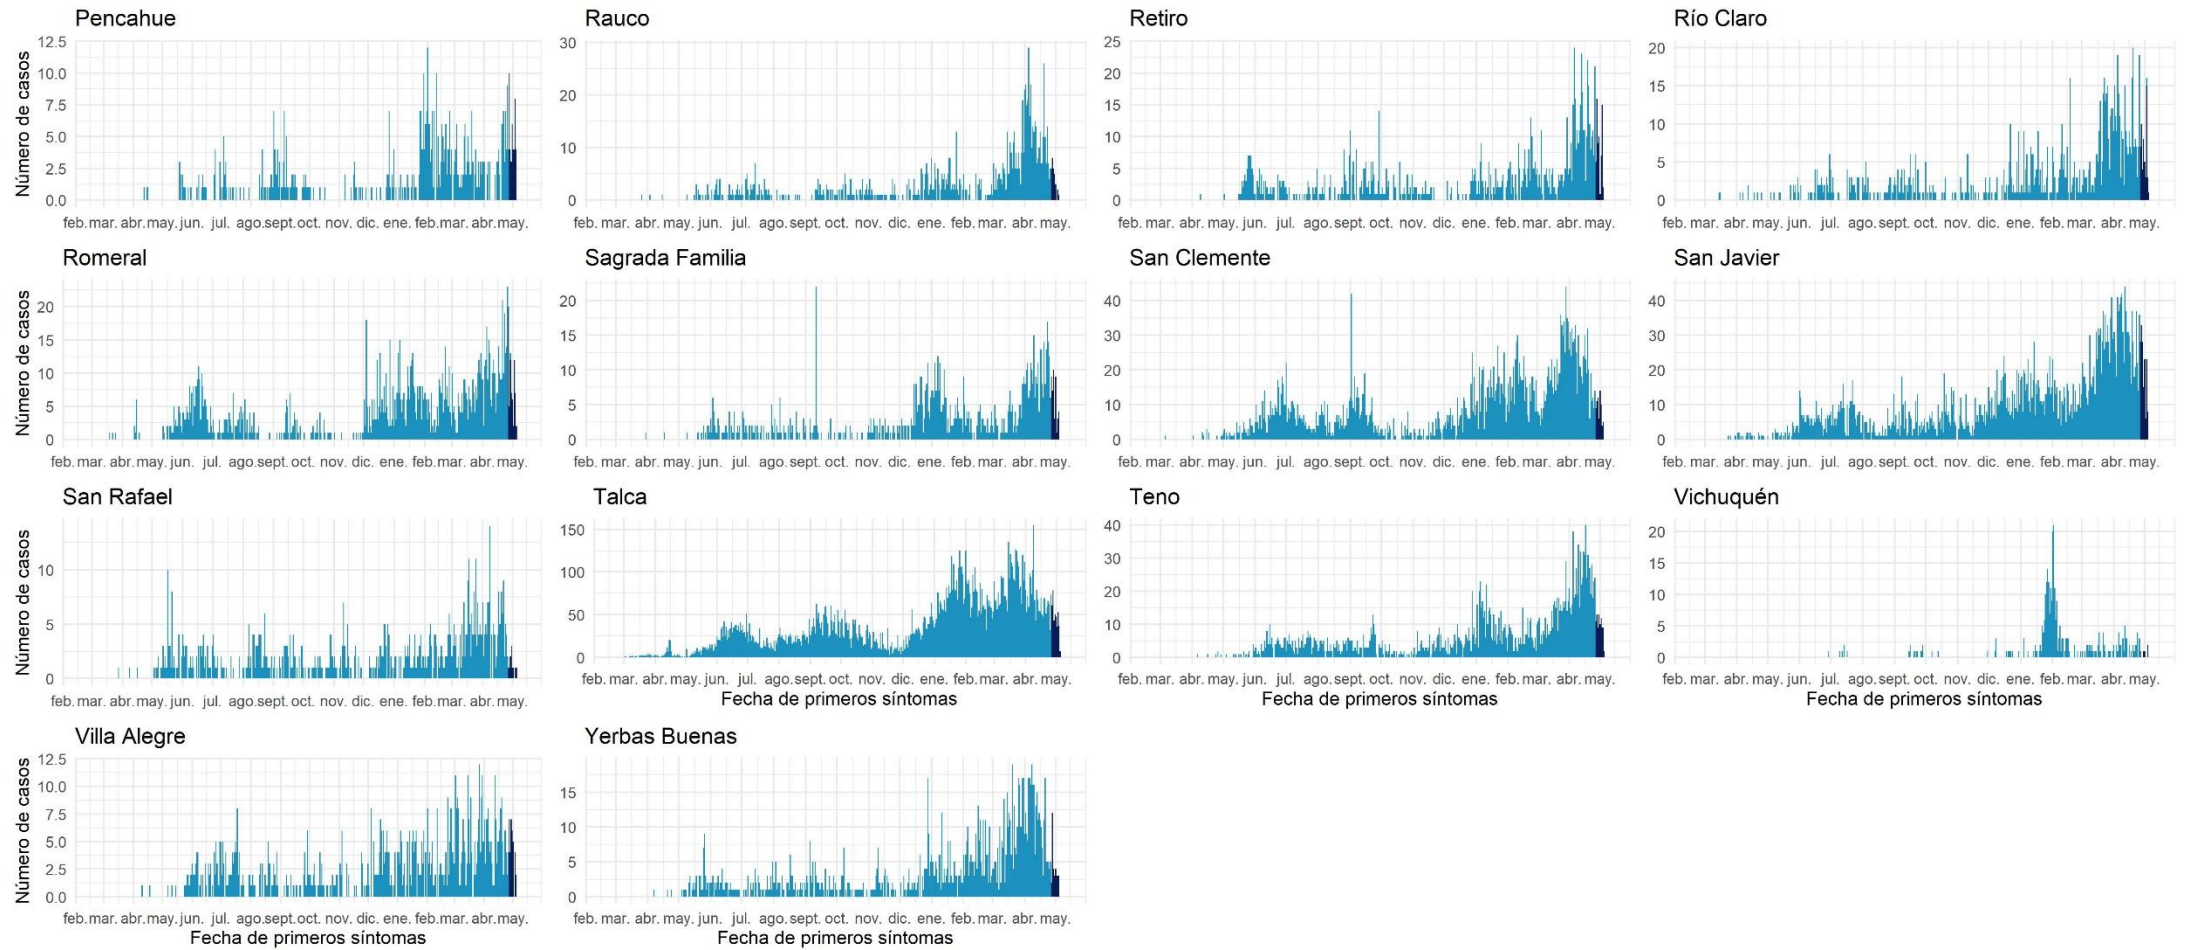 Pencahue
Número de casos
12.5
10.0
7.5
5.0
2.5
0.0
feb. mar. abr. may. jun. jul. ago. sept. oct. nov. dic. ene. feb. mar. abr. may.
Rauco
30
20
10
0
feb. mar. abr. may. jun. jul. ago. sept. oct. nov. dic. ene. feb. mar. abr. may.
Retiro
25
20
15
10
5
0
feb. mar. abr. may. jun. jul. ago. sept. oct. nov. dic. ene. feb. mar. abr. may.
Río Claro
20
15
10
5
0
feb. mar. abr. may. jun. jul. ago. sept. oct. nov. dic. ene. feb. mar. abr. may.
Romeral
Número de casos
20
15
10
5
0
feb. mar. abr. may. jun. jul. ago. sept. oct. nov. dic. ene. feb. mar. abr. may.
Sagrada Familia
20
15
10
5
0
feb. mar. abr. may. jun. jul. ago. sept. oct. nov. dic. ene. feb. mar. abr. may.
San Clemente
40
30
20
10
0
feb. mar. abr. may. jun. jul. ago. sept. oct. nov. dic. ene. feb. mar. abr. may.
San Javier
40
30
20
10
0
feb. mar. abr. may. jun. jul. ago. sept. oct. nov. dic. ene. feb. mar. abr. may.
San Rafael
Número de casos
10
5
0
feb. mar. abr. may. jun. jul. ago. sept. oct. nov. dic. ene. feb. mar. abr. may.
Talca
150
100
50
0
feb. mar. abr. may. jun. jul. ago. sept. oct. nov. dic. ene. feb. mar. abr. may.
Fecha de primeros síntomas
Teno
40
30
20
10
0
feb. mar. abr. may. jun. jul. ago. sept. oct. nov. dic. ene. feb. mar. abr. may.
Fecha de primeros síntomas
Vichuquén
20
15
10
5
0
feb. mar. abr. may. jun. jul. ago. sept. oct. nov. dic. ene. feb. mar. abr. may.
Fecha de primeros síntomas
Villa Alegre
Número de casos
12.5
10.0
7.5
5.0
2.5
0.0
feb. mar. abr. may. jun. jul. ago. sept. oct. nov. dic. ene. feb. mar. abr. may.
Fecha de primeros síntomas
Yerbas Buenas
15
10
5
0
feb. mar. abr. may. jun. jul. ago. sept. oct. nov. dic. ene. feb. mar. abr. may.
Fecha de primeros síntomas